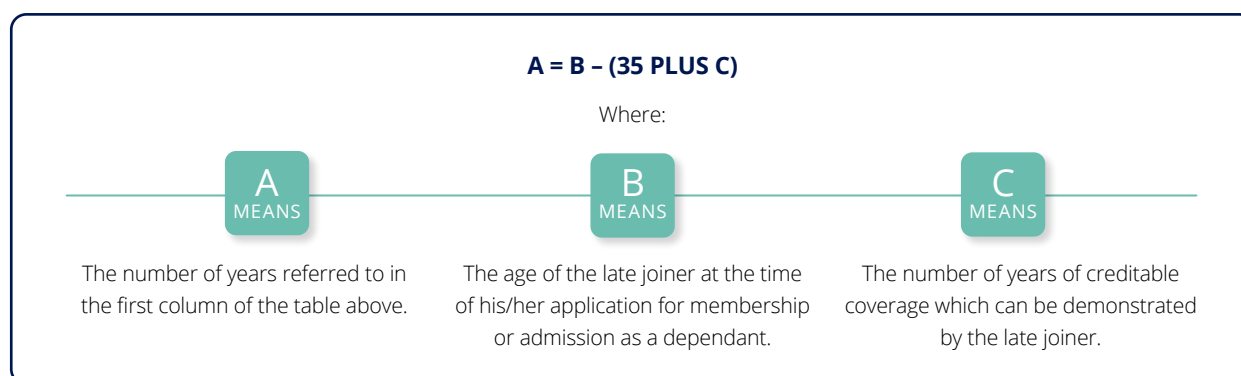 A = B – (35 PLUS C)
Where:
A
MEANS
B
MEANS
C
MEANS
The number of years referred to in
the first column of the table above.
The age of the late joiner at the time
of his/her application for membership
or admission as a dependant.
The number of years of creditable
coverage which can be demonstrated
by the late joiner.